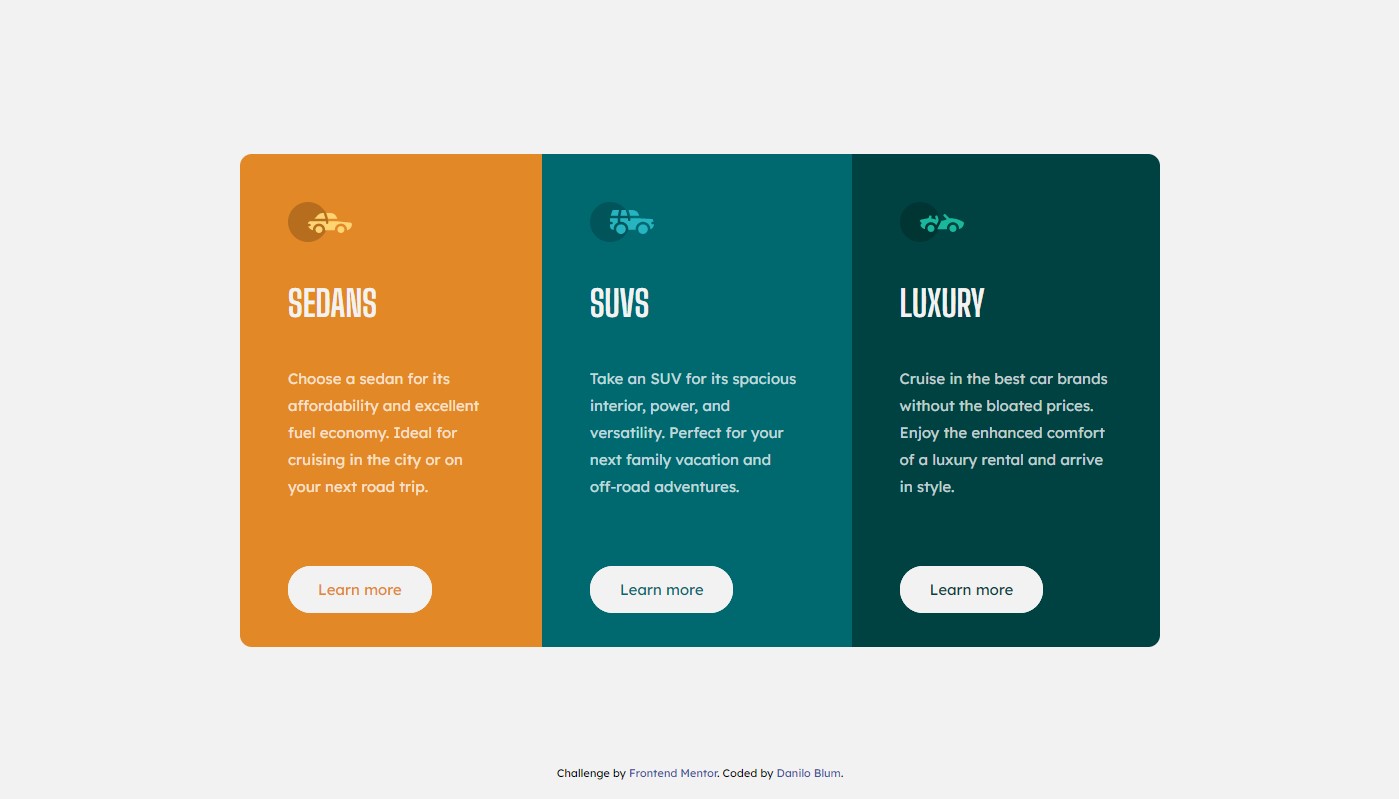 SEDANS
Choose a sedan for its
affordability and excellent
fuel economy. Ideal for
cruising in the city or on
your next road trip.
Learn more
SUVS
Take an SUV for its spacious
interior, power, and
versatility. Perfect for your
next family vacation and
off-road adventures.
Learn more
LUXURY
Cruise in the best car brands
without the bloated prices.
Enjoy the enhanced comfort
of a luxury rental and arrive
in style.
Learn more
Challenge by Frontend Mentor. Coded by Danilo Blum.